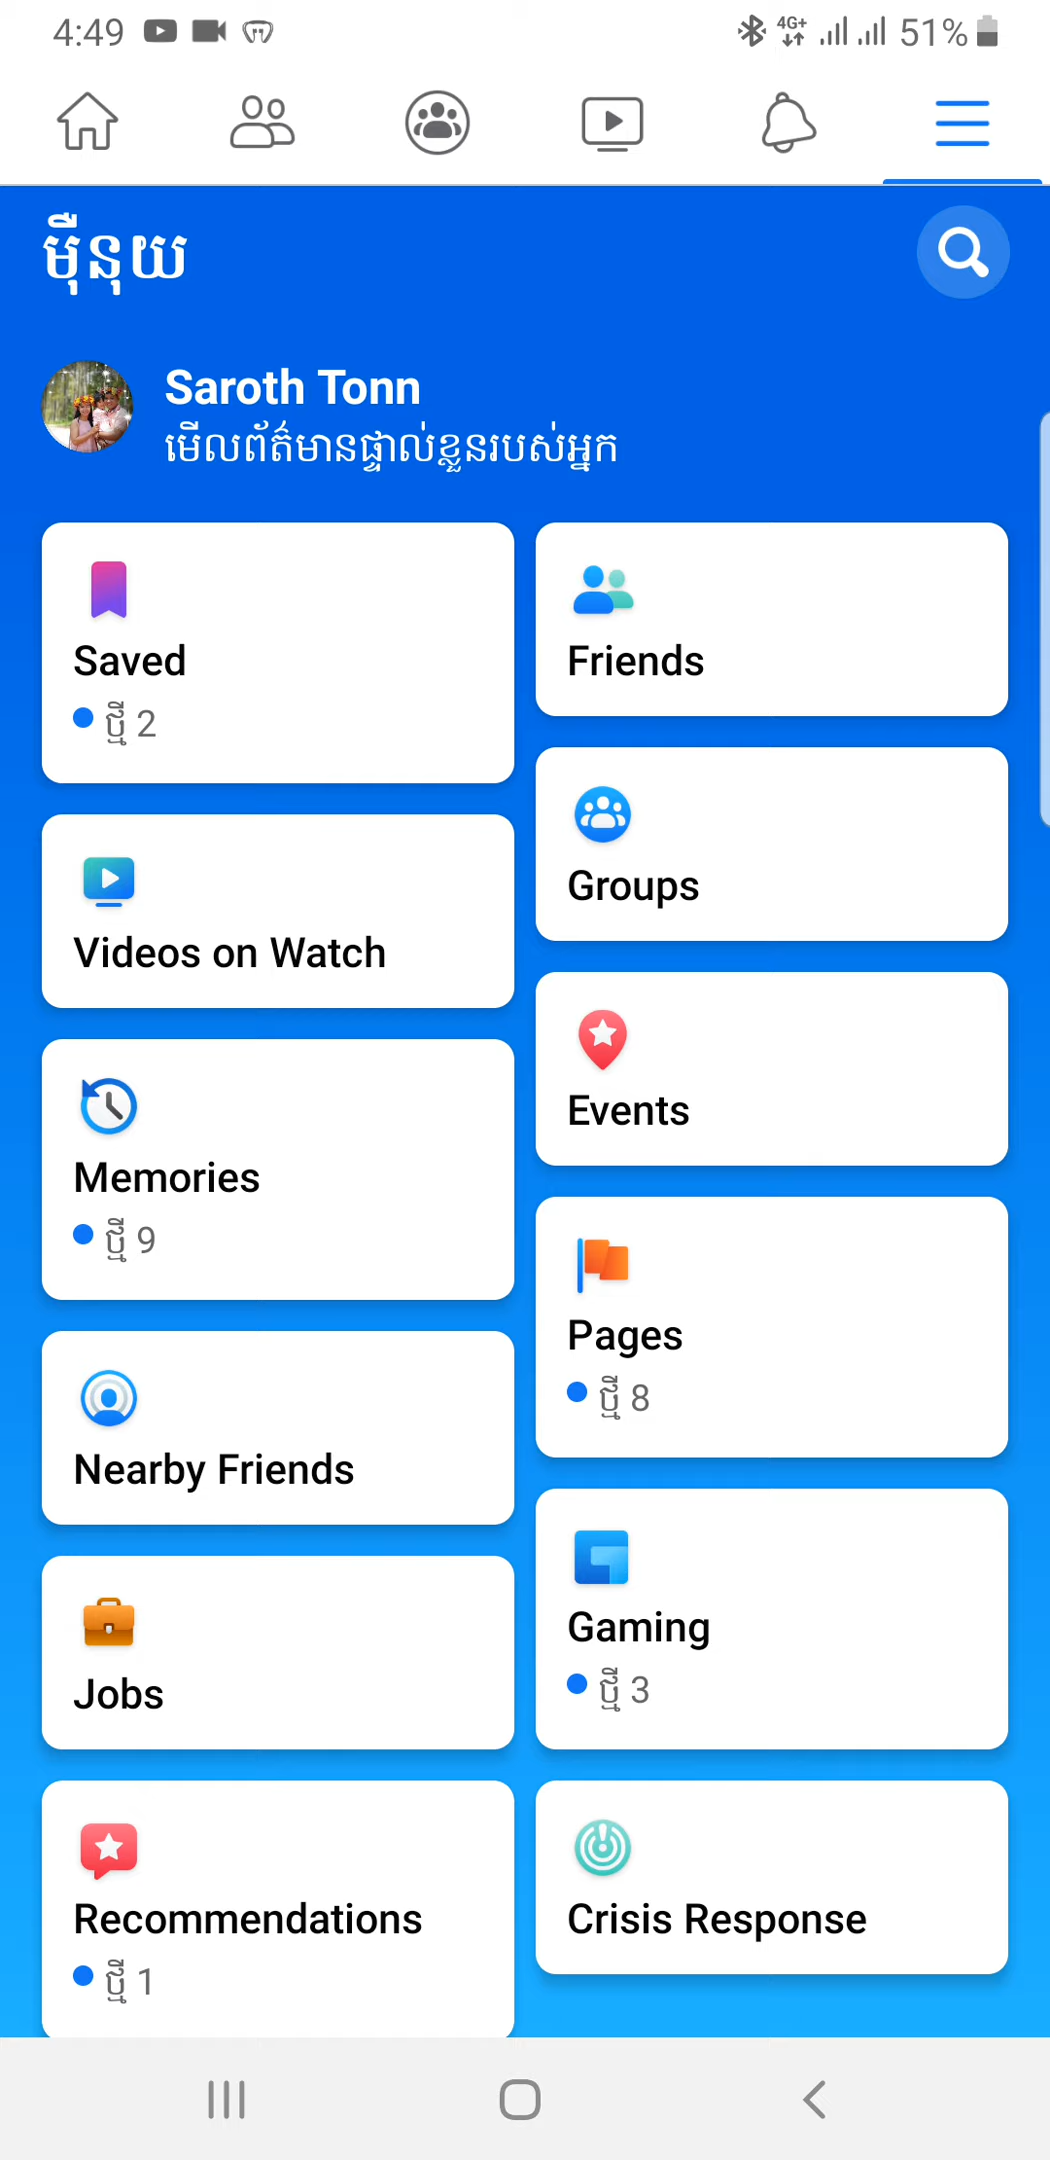 4:49
4G+ 51%
ម៉ឺនុយ
Saroth Tonn
មើលព័ត៌មានផ្ទាល់ខ្លួនរបស់អ្នក
Saved
ថ្មី 2
Friends
Groups
Videos on Watch
Events
Memories
ថ្មី 9
Pages
ថ្មី 8
Nearby Friends
Gaming
ថ្មី 3
Jobs
Recommendations
ថ្មី 1
Crisis Response